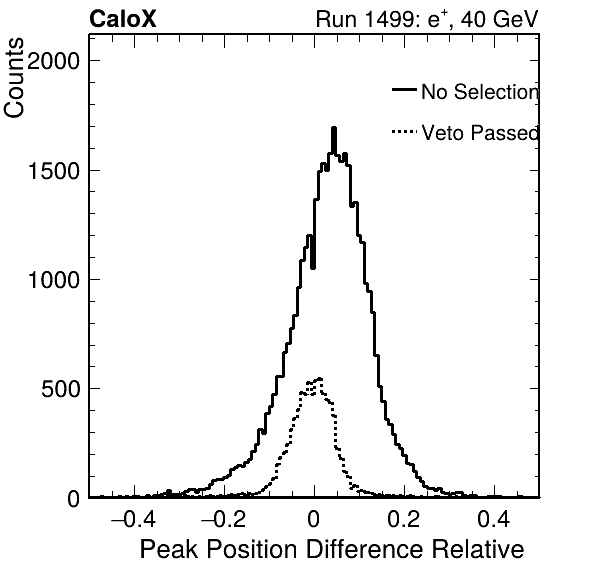 CaloX Run 1499: e⁺, 40 GeV
Counts
2000
1500
1000
500
0
No Selection
Veto Passed
−0.4 −0.2 0 0.2 0.4
Peak Position Difference Relative